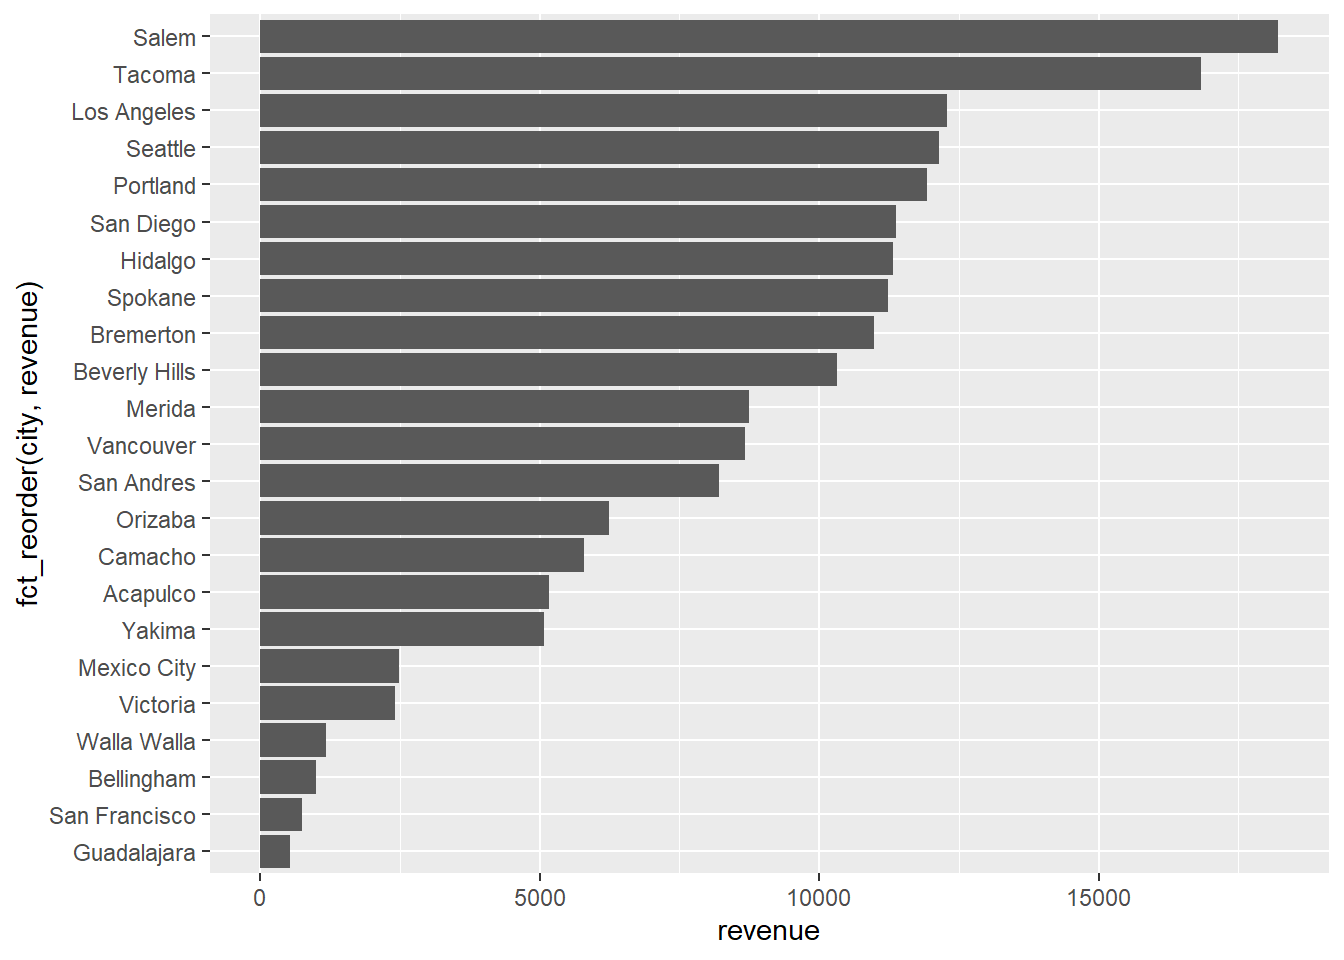 Salem
Tacoma
Los Angeles
Seattle
Portland
San Diego
Hidalgo
Spokane
Bremerton
Beverly Hills
Merida
Vancouver
San Andres
Orizaba
Camacho
Acapulco
Yakima
Mexico City
Victoria
Walla Walla
Bellingham
San Francisco
Guadalajara
fct_reorder(city, revenue)
0 5000 10000 15000
revenue